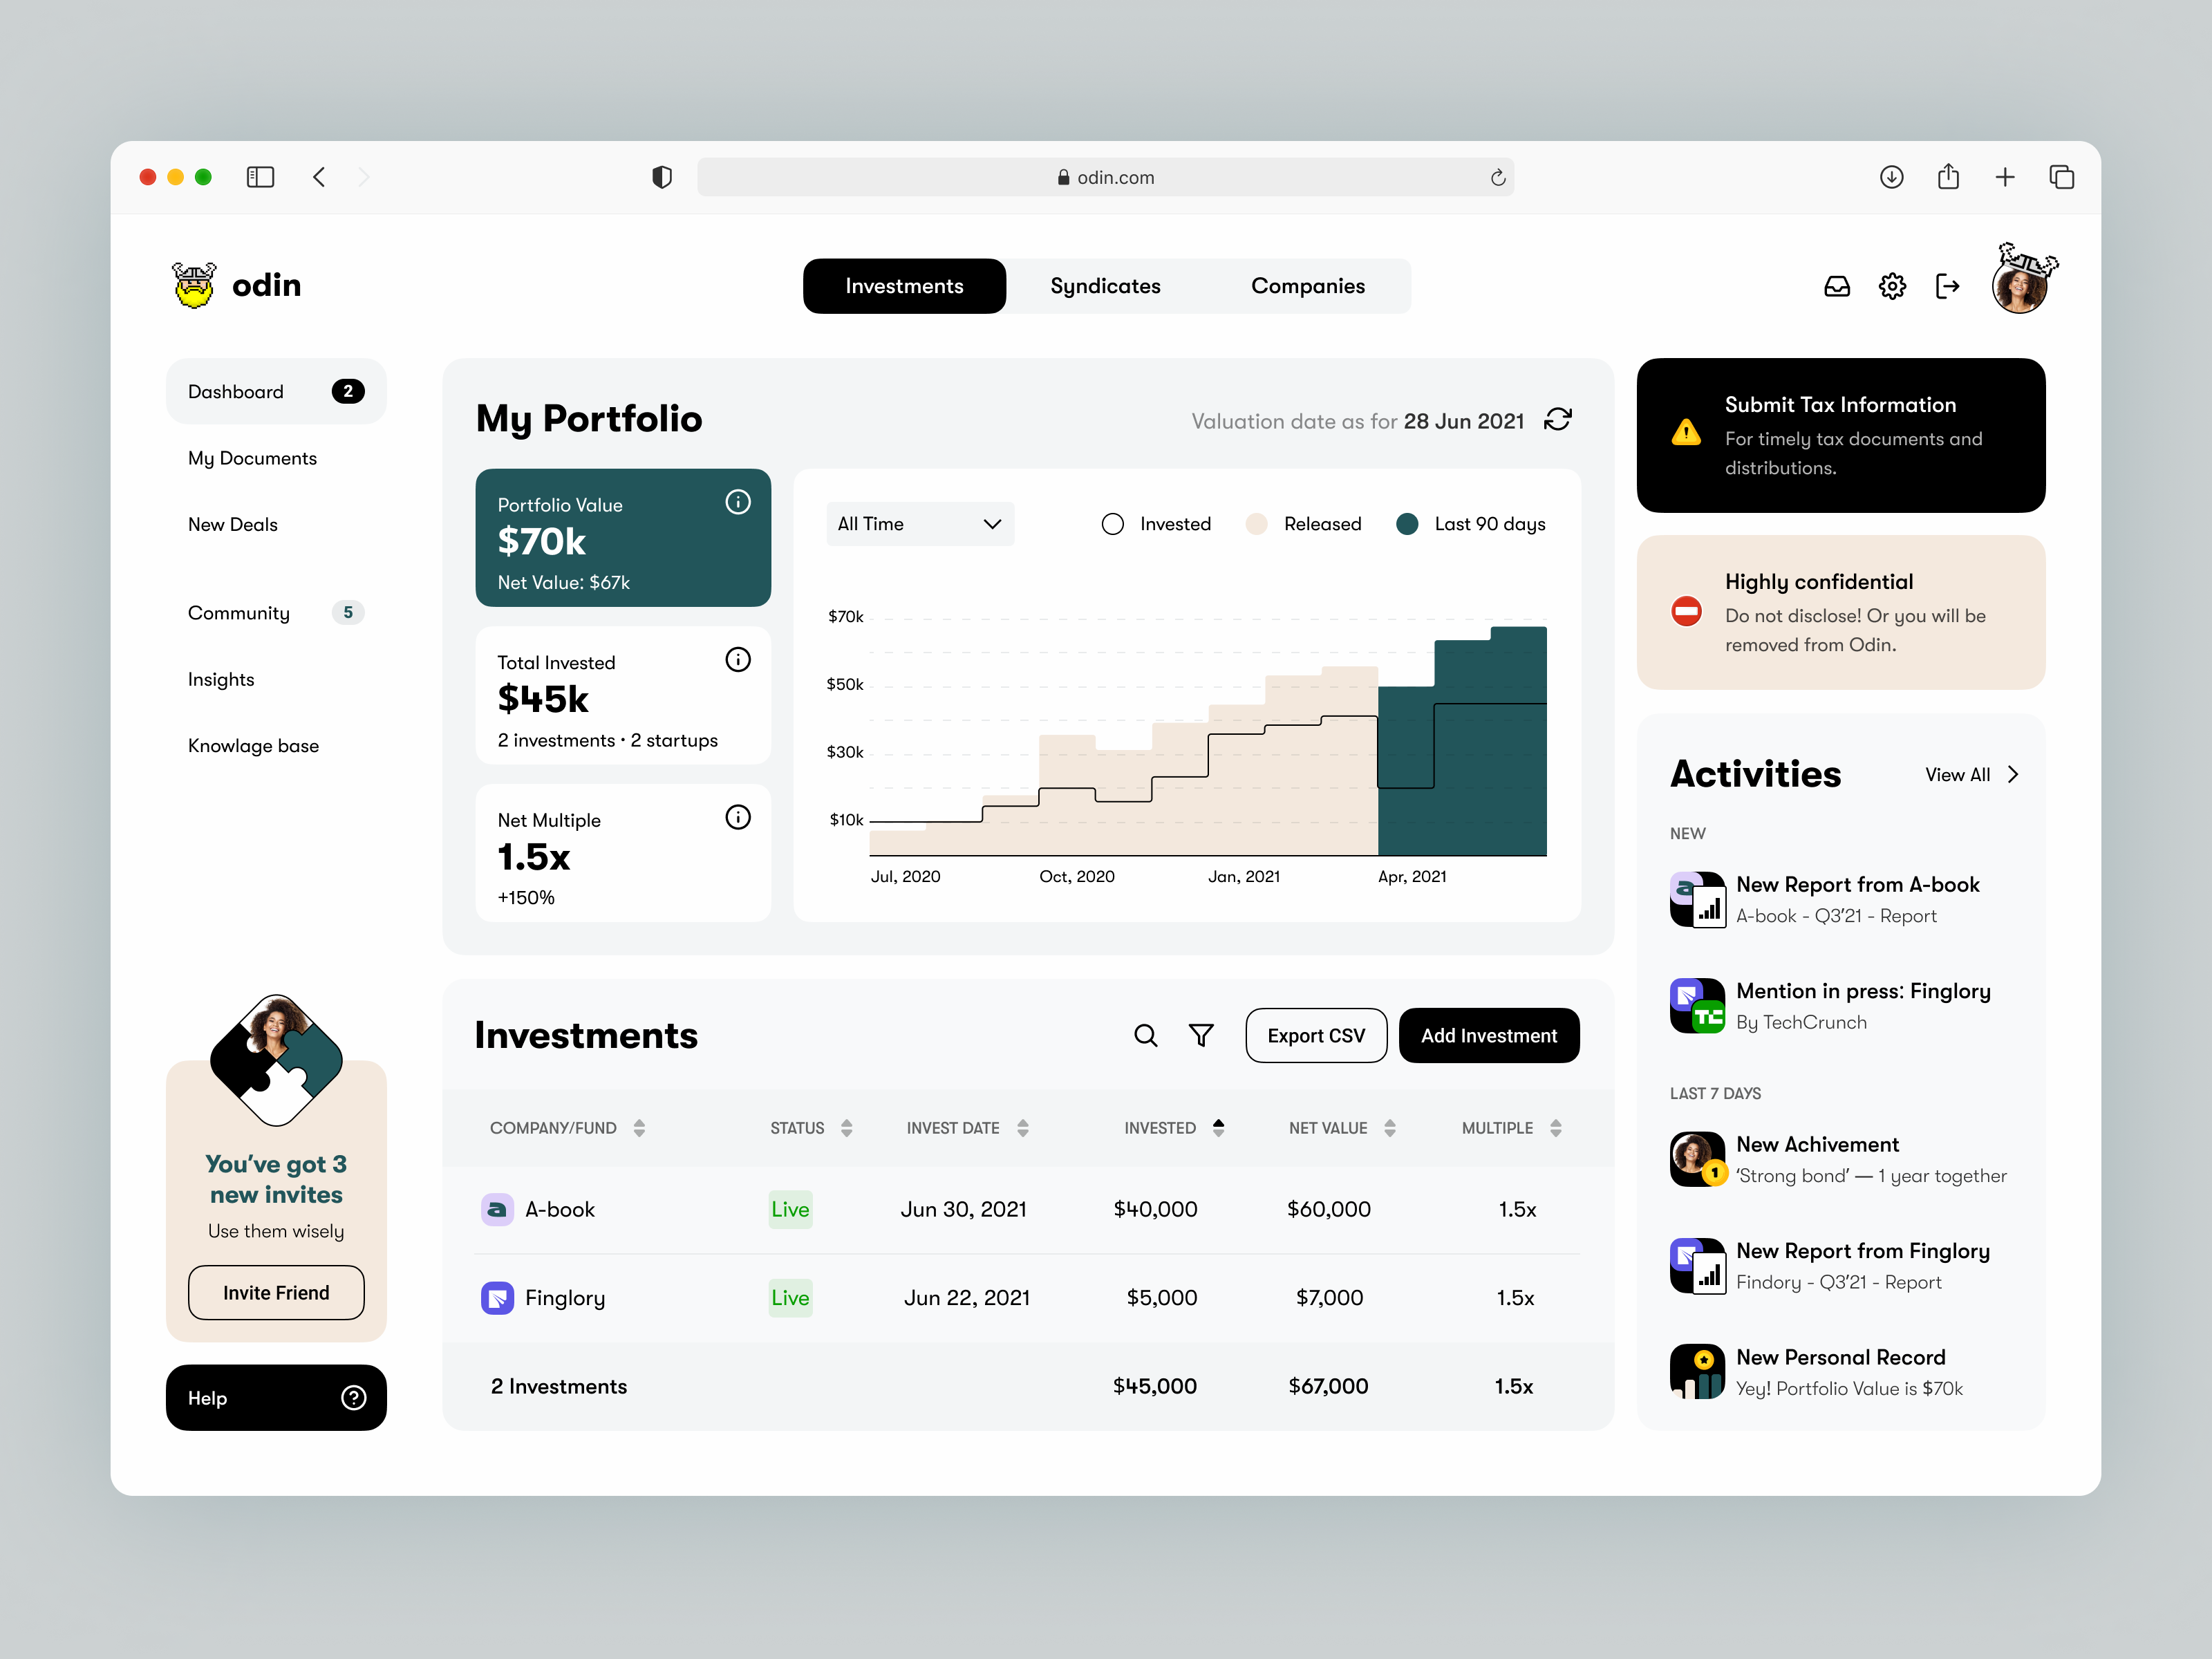 odin.com
odin
Investments
Syndicates
Companies
Dashboard 2
My Documents
New Deals
Community 5
Insights
Knowlage base
You've got 3
new invites
Use them wisely
Invite Friend
Help
My Portfolio
Valuation date as for 28 Jun 2021
Portfolio Value
$70k
Net Value: $67k
Total Invested
$45k
2 investments • 2 startups
Net Multiple
1.5x
+150%
All Time
Invested
Released
Last 90 days
$70k
$50k
$30k
$10k
Jul, 2020
Oct, 2020
Jan, 2021
Apr, 2021
Investments
Export CSV
Add Investment
COMPANY/FUND STATUS INVEST DATE INVESTED NET VALUE MULTIPLE
a A-book Live Jun 30, 2021 $40,000 $60,000 1.5x
Finglory Live Jun 22, 2021 $5,000 $7,000 1.5x
2 Investments $45,000 $67,000 1.5x
Submit Tax Information
For timely tax documents and
distributions.
Highly confidential
Do not disclose! Or you will be
removed from Odin.
Activities
View All
NEW
a
New Report from A-book
A-book - Q3'21 - Report
TC
Mention in press: Finglory
By TechCrunch
LAST 7 DAYS
1
New Achivement
‘Strong bond’ — 1 year together
New Report from Finglory
Findory - Q3'21 - Report
New Personal Record
Yey! Portfolio Value is $70k